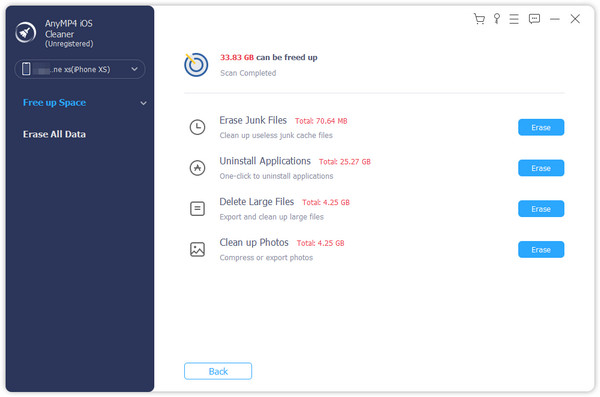 AnyMP4 iOS
Cleaner
(Unregistered)
.ne xs(iPhone XS)
Free up Space
Erase All Data
33.83 GB can be freed up
Scan Completed
Erase Junk Files Total: 70.64 MB
Clean up useless junk cache files
Erase
Uninstall Applications Total: 25.27 GB
One-click to uninstall applications
Erase
Delete Large Files Total: 4.25 GB
Export and clean up large files
Erase
Clean up Photos Total: 4.25 GB
Compress or export photos
Erase
Back